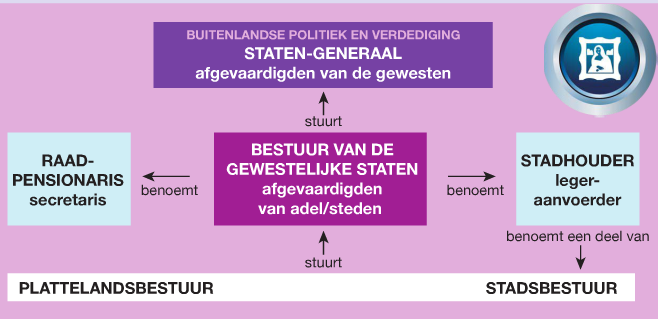 BUITENLANDSE POLITIEK EN VERDEDIGING
STATEN-GENERAAL
afgevaardigden van de gewesten
stuurt
RAAD-
PENSIONARIS
secretaris
benoemt
BESTUUR VAN DE
GEWESTELIJKE STATEN
afgevaardigden
van adel/steden
benoemt
STADHOUDER
leger-
aanvoerder
benoemt een deel van
stuurt
PLATTELANDSBESTUUR
STADSBESTUUR